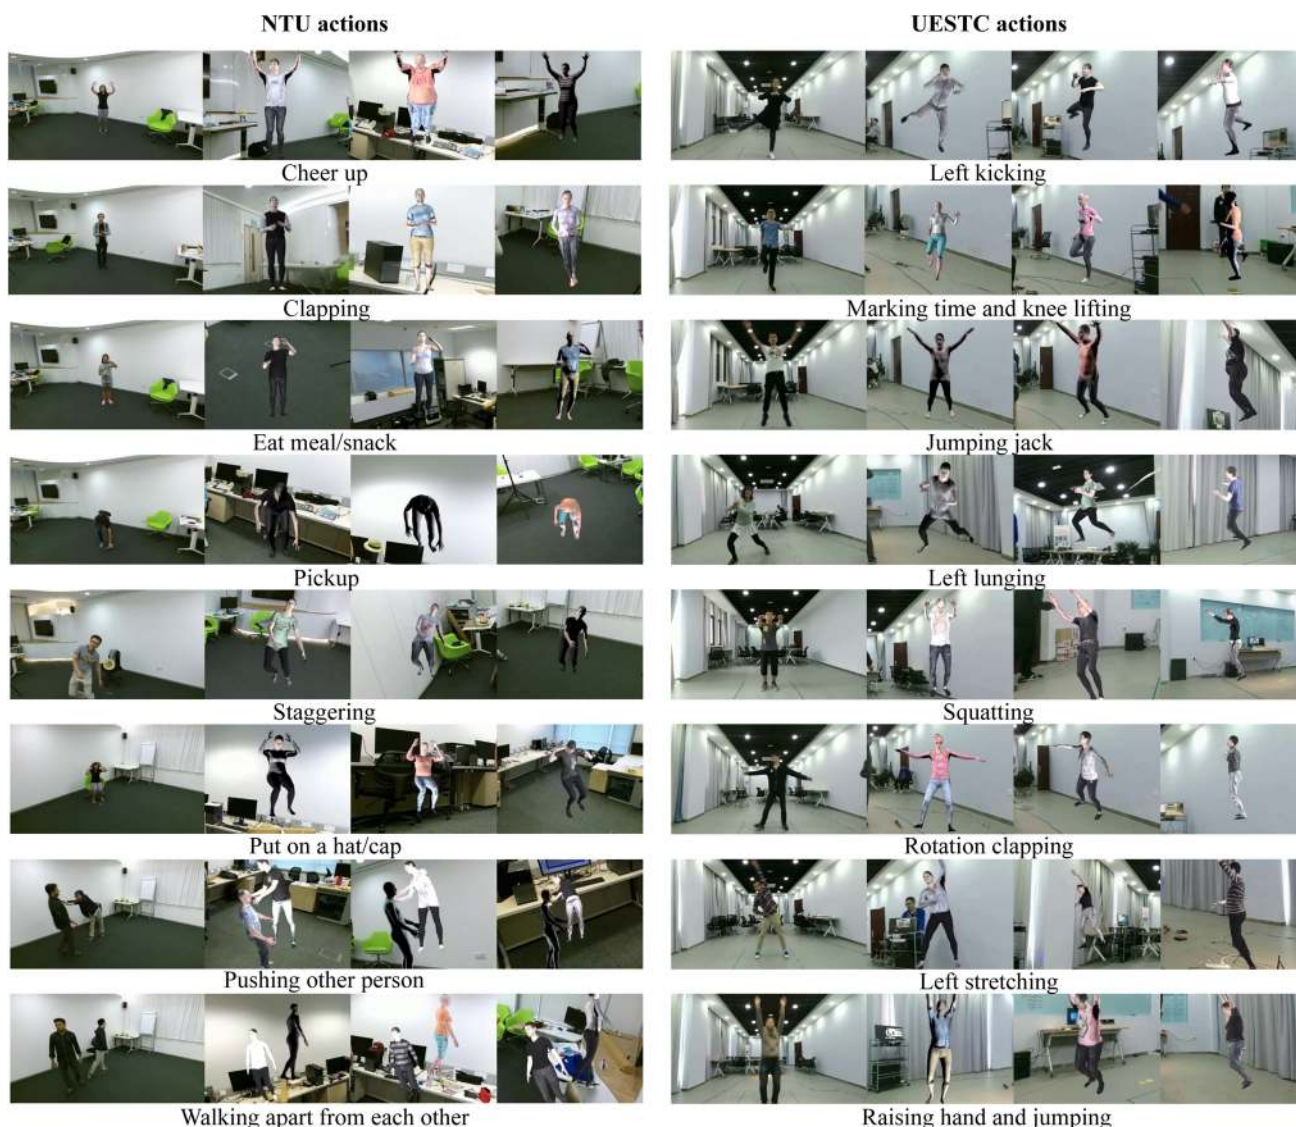 NTU actions
UESTC actions
Cheer up
Left kicking
Clapping
Marking time and knee lifting
Eat meal/snack
Jumping jack
Pickup
Left lunging
Staggering
Squatting
Put on a hat/cap
Rotation clapping
Pushing other person
Left stretching
Walking apart from each other
Raising hand and jumping